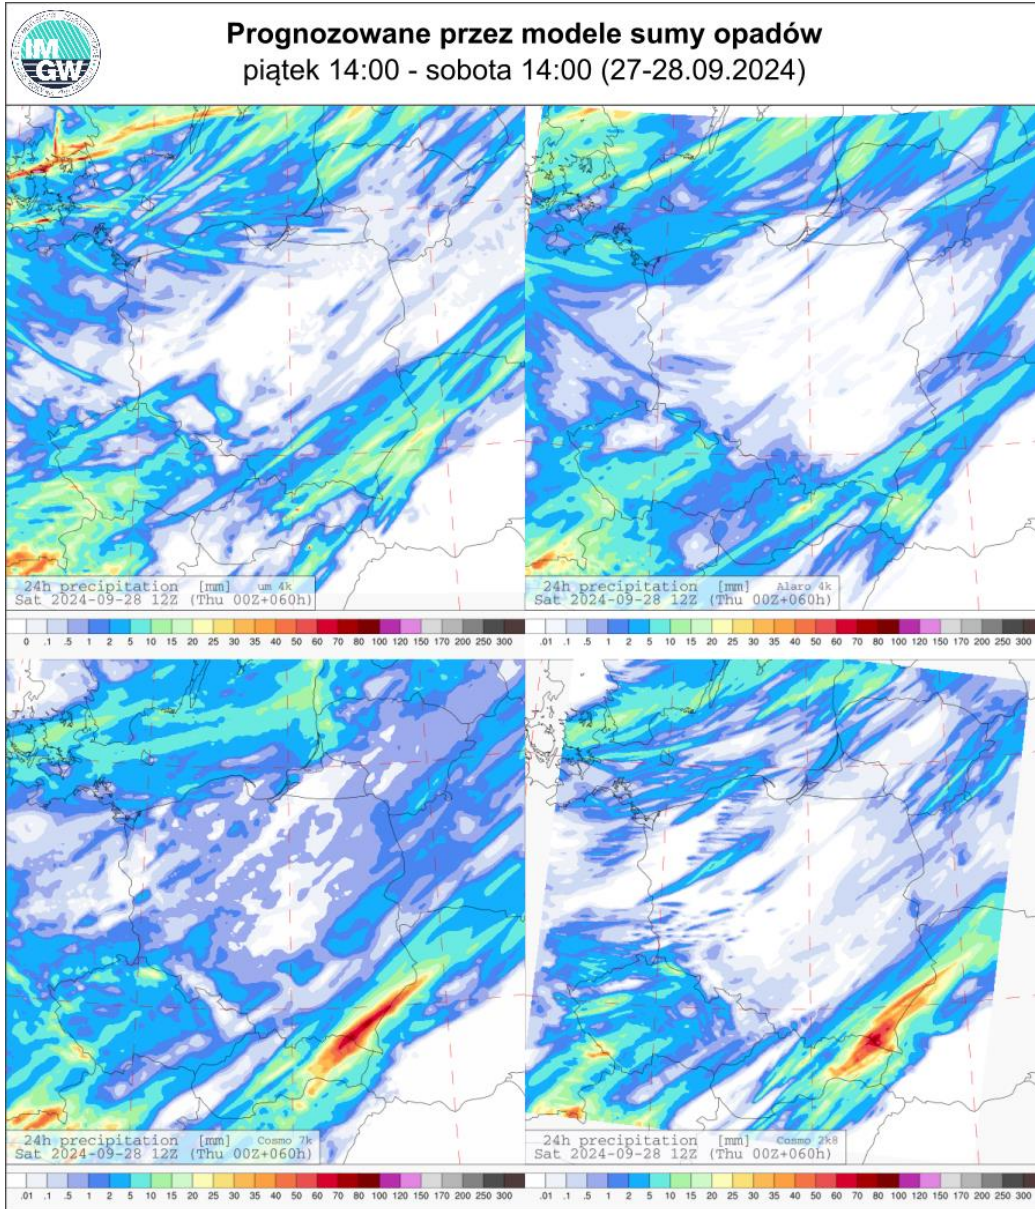 IM
GW
Prognozowane przez modele sumy opadów
piątek 14:00 - sobota 14:00 (27-28.09.2024)
24h precipitation [mm] um 4k
Sat 2024-09-28 12Z (Thu 00Z+060h)
24h precipitation [mm] Alaro 4k
Sat 2024-09-28 12Z (Thu 00Z+060h)
0 .1 .5 1 2 5 10 15 20 25 30 35 40 50 60 70 80 100 120 150 170 200 250 300
.01 .1 .5 1 2 5 10 15 20 25 30 35 40 50 60 70 80 100 120 150 170 200 250 300
24h precipitation [mm] Cosmo 7k
Sat 2024-09-28 12Z (Thu 00Z+060h)
24h precipitation [mm] Cosmo 2k8
Sat 2024-09-28 12Z (Thu 00Z+060h)
.01 .1 .5 1 2 5 10 15 20 25 30 35 40 50 60 70 80 100 120 150 170 200 250 300
.01 .1 .5 1 2 5 10 15 20 25 30 35 40 50 60 70 80 100 120 150 170 200 250 300